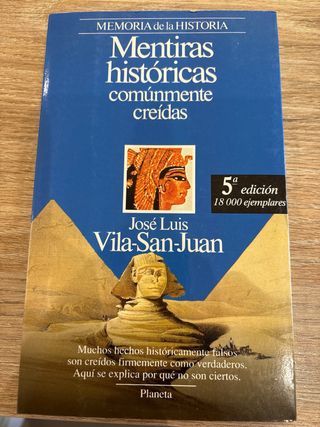 MEMORIA de la HISTORIA
Mentiras
históricas
comúnmente
creídas
5ª edición
18 000 ejemplares
José Luis
Vila-San-Juan
Muchos hechos históricamente falsos
son creídos firmemente como verdaderos.
Aquí se explica por qué no son ciertos.
Planeta